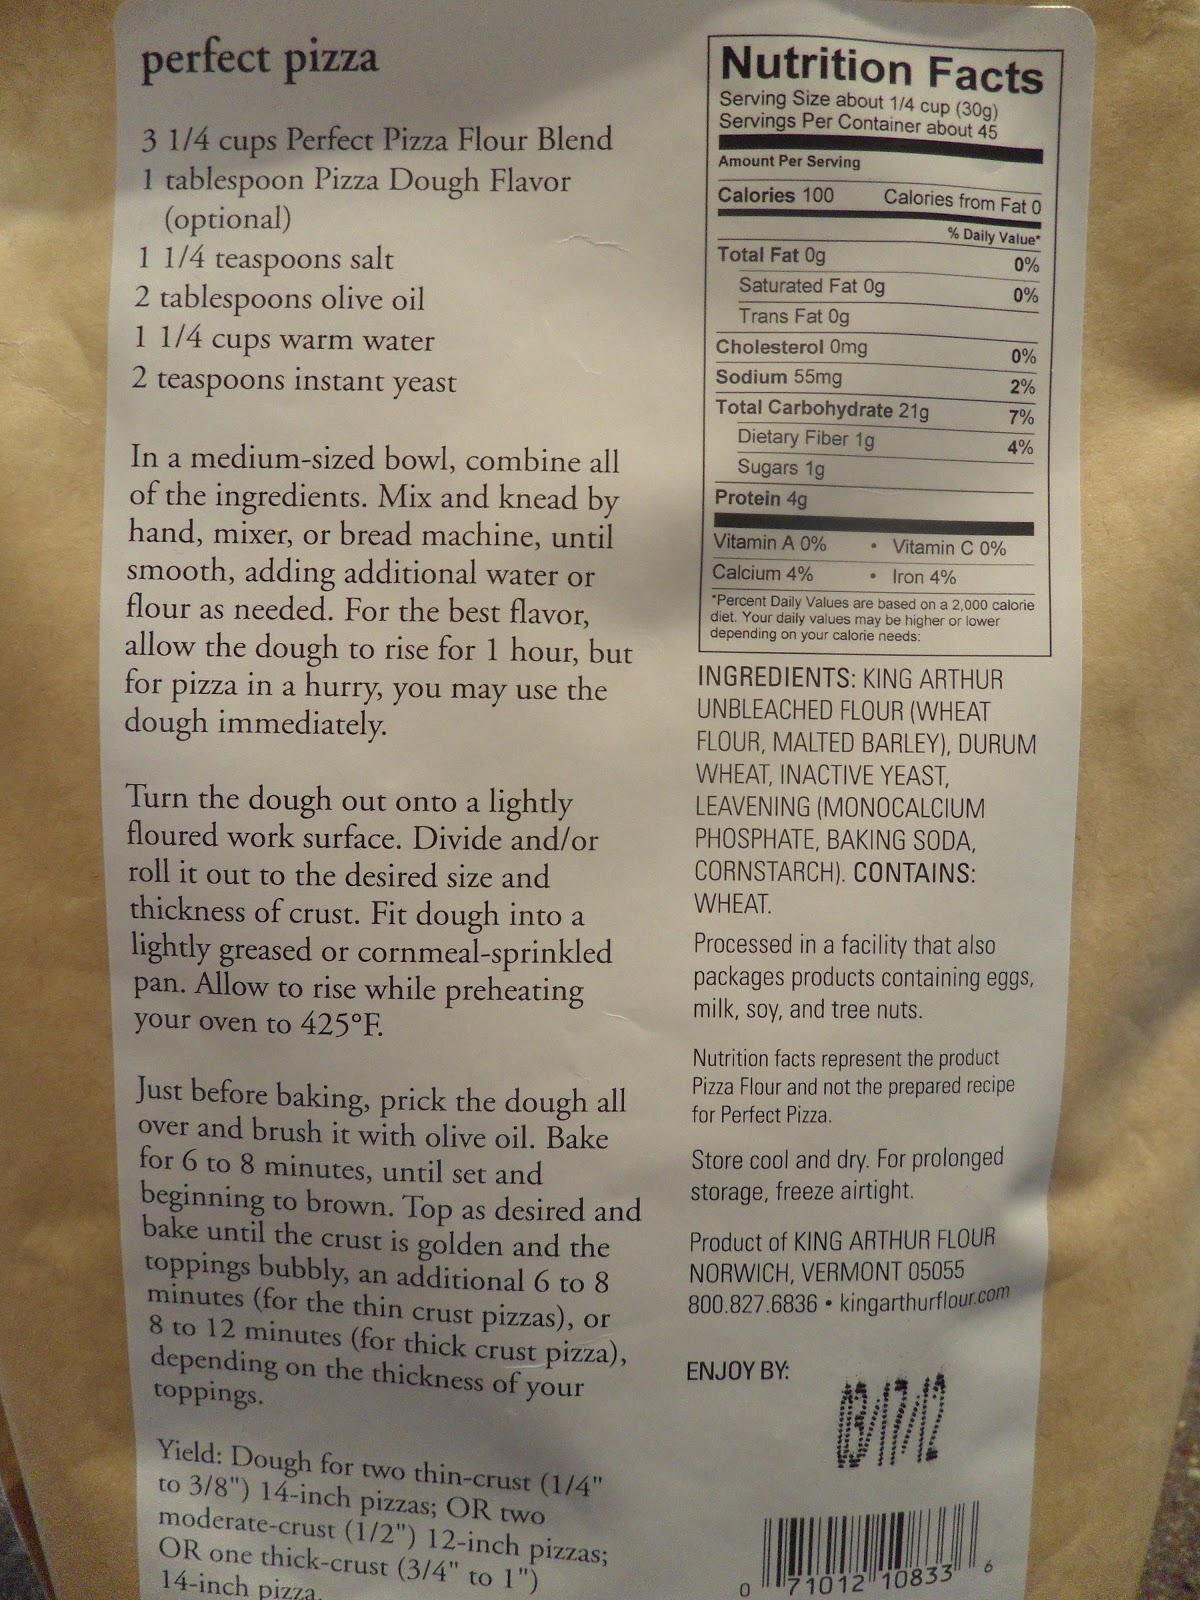 perfect pizza
3 1/4 cups Perfect Pizza Flour Blend
1 tablespoon Pizza Dough Flavor
(optional)
1 1/4 teaspoons salt
2 tablespoons olive oil
1 1/4 cups warm water
2 teaspoons instant yeast
In a medium-sized bowl, combine all
of the ingredients. Mix and knead by
hand, mixer, or bread machine, until
smooth, adding additional water or
flour as needed. For the best flavor,
allow the dough to rise for 1 hour, but
for pizza in a hurry, you may use the
dough immediately.
Turn the dough out onto a lightly
floured work surface. Divide and/or
roll it out to the desired size and
thickness of crust. Fit dough into a
lightly greased or cornmeal-sprinkled
pan. Allow to rise while preheating
your oven to 425°F.
Just before baking, prick the dough all
over and brush it with olive oil. Bake
for 6 to 8 minutes, until set and
beginning to brown. Top as desired and
bake until the crust is golden and the
toppings bubbly, an additional 6 to 8
minutes (for the thin crust pizzas), or
8 to 12 minutes (for thick crust pizza),
depending on the thickness of your
toppings.
Yield: Dough for two thin-crust (1/4"
to 3/8") 14-inch pizzas; OR two
moderate-crust (1/2") 12-inch pizzas;
OR one thick-crust (3/4" to 1")
14-inch pizza.
Nutrition Facts
Serving Size about 1/4 cup (30g)
Servings Per Container about 45
Amount Per Serving
Calories 100 Calories from Fat 0
% Daily Value*
Total Fat 0g 0%
Saturated Fat 0g 0%
Trans Fat 0g
Cholesterol 0mg 0%
Sodium 55mg 2%
Total Carbohydrate 21g 7%
Dietary Fiber 1g 4%
Sugars 1g
Protein 4g
Vitamin A 0% • Vitamin C 0%
Calcium 4% • Iron 4%
*Percent Daily Values are based on a 2,000 calorie
diet. Your daily values may be higher or lower
depending on your calorie needs:
INGREDIENTS: KING ARTHUR
UNBLEACHED FLOUR (WHEAT
FLOUR, MALTED BARLEY), DURUM
WHEAT, INACTIVE YEAST,
LEAVENING (MONOCALCIUM
PHOSPHATE, BAKING SODA,
CORNSTARCH). CONTAINS:
WHEAT.
Processed in a facility that also
packages products containing eggs,
milk, soy, and tree nuts.
Nutrition facts represent the product
Pizza Flour and not the prepared recipe
for Perfect Pizza.
Store cool and dry. For prolonged
storage, freeze airtight.
Product of KING ARTHUR FLOUR
NORWICH, VERMONT 05055
800.827.6836 • kingarthurflour.com
ENJOY BY:
03/17/12
0 71012 10833 6